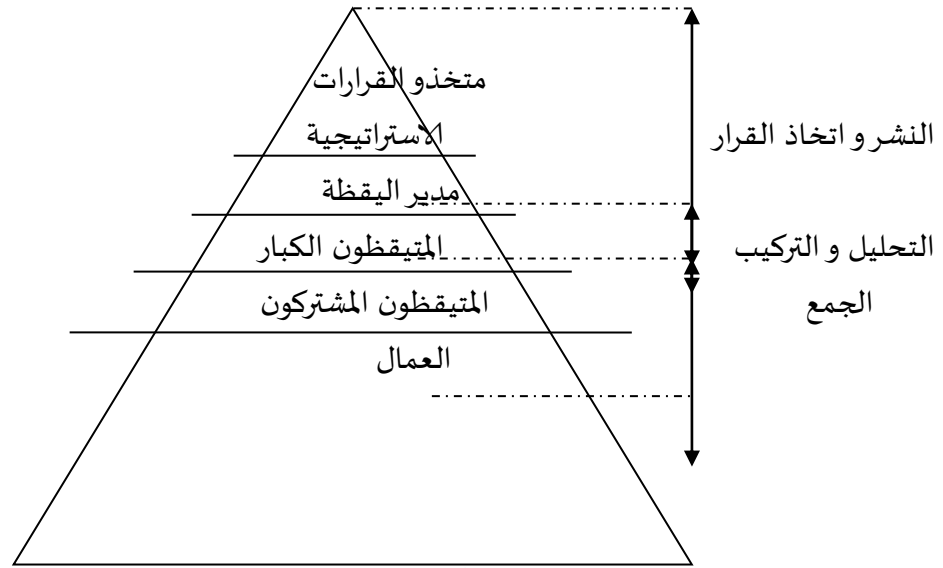 متخذو القرارات
الاستراتيجية
النشر و اتخاذ القرار
مدير اليقظة
المتيقظون الكبار
التحليل و التركيب
المتيقظون المشتركون
الجمع
العمال